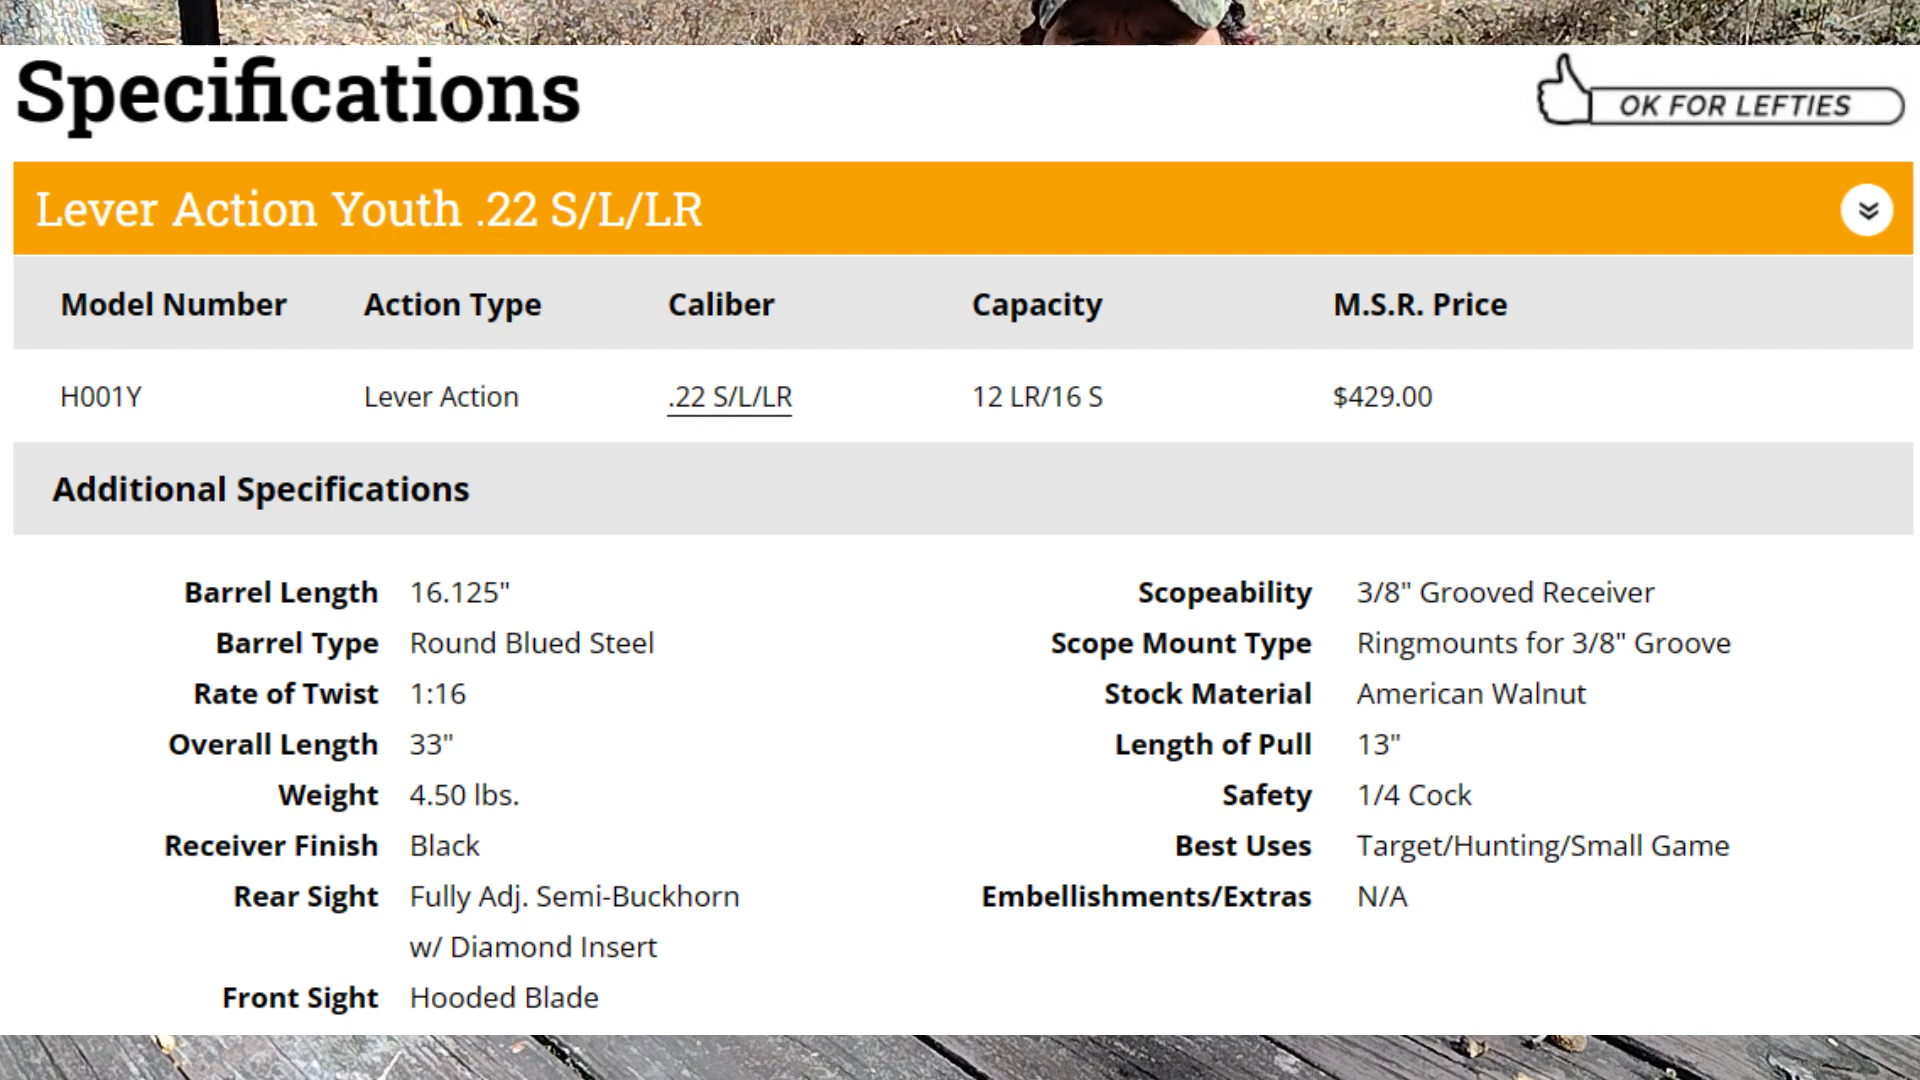 Specifications
OK FOR LEFTIES
Lever Action Youth .22 S/L/LR
Model Number Action Type Caliber Capacity M.S.R. Price
H001Y Lever Action .22 S/L/LR 12 LR/16 S $429.00
Additional Specifications
Barrel Length 16.125"
Barrel Type Round Blued Steel
Rate of Twist 1:16
Overall Length 33"
Weight 4.50 lbs.
Receiver Finish Black
Rear Sight Fully Adj. Semi-Buckhorn
w/ Diamond Insert
Front Sight Hooded Blade
Scopeability 3/8" Grooved Receiver
Scope Mount Type Ringmounts for 3/8" Groove
Stock Material American Walnut
Length of Pull 13"
Safety 1/4 Cock
Best Uses Target/Hunting/Small Game
Embellishments/Extras N/A